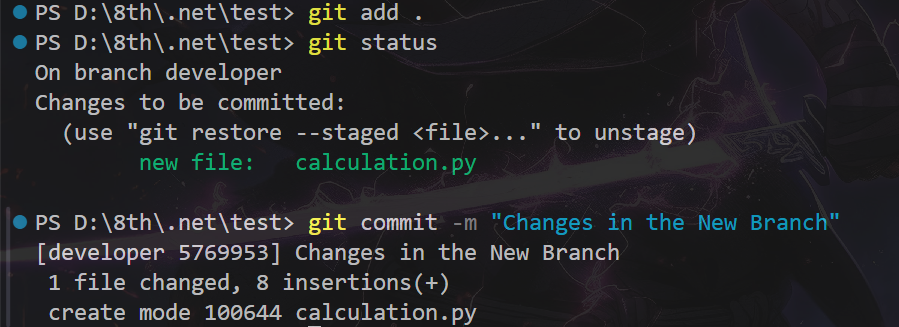 PS D:\8th\.net\test> git add .
PS D:\8th\.net\test> git status
On branch developer
Changes to be committed:
  (use "git restore --staged <file>..." to unstage)
        new file:   calculation.py

PS D:\8th\.net\test> git commit -m "Changes in the New Branch"
[developer 5769953] Changes in the New Branch
 1 file changed, 8 insertions(+)
 create mode 100644 calculation.py